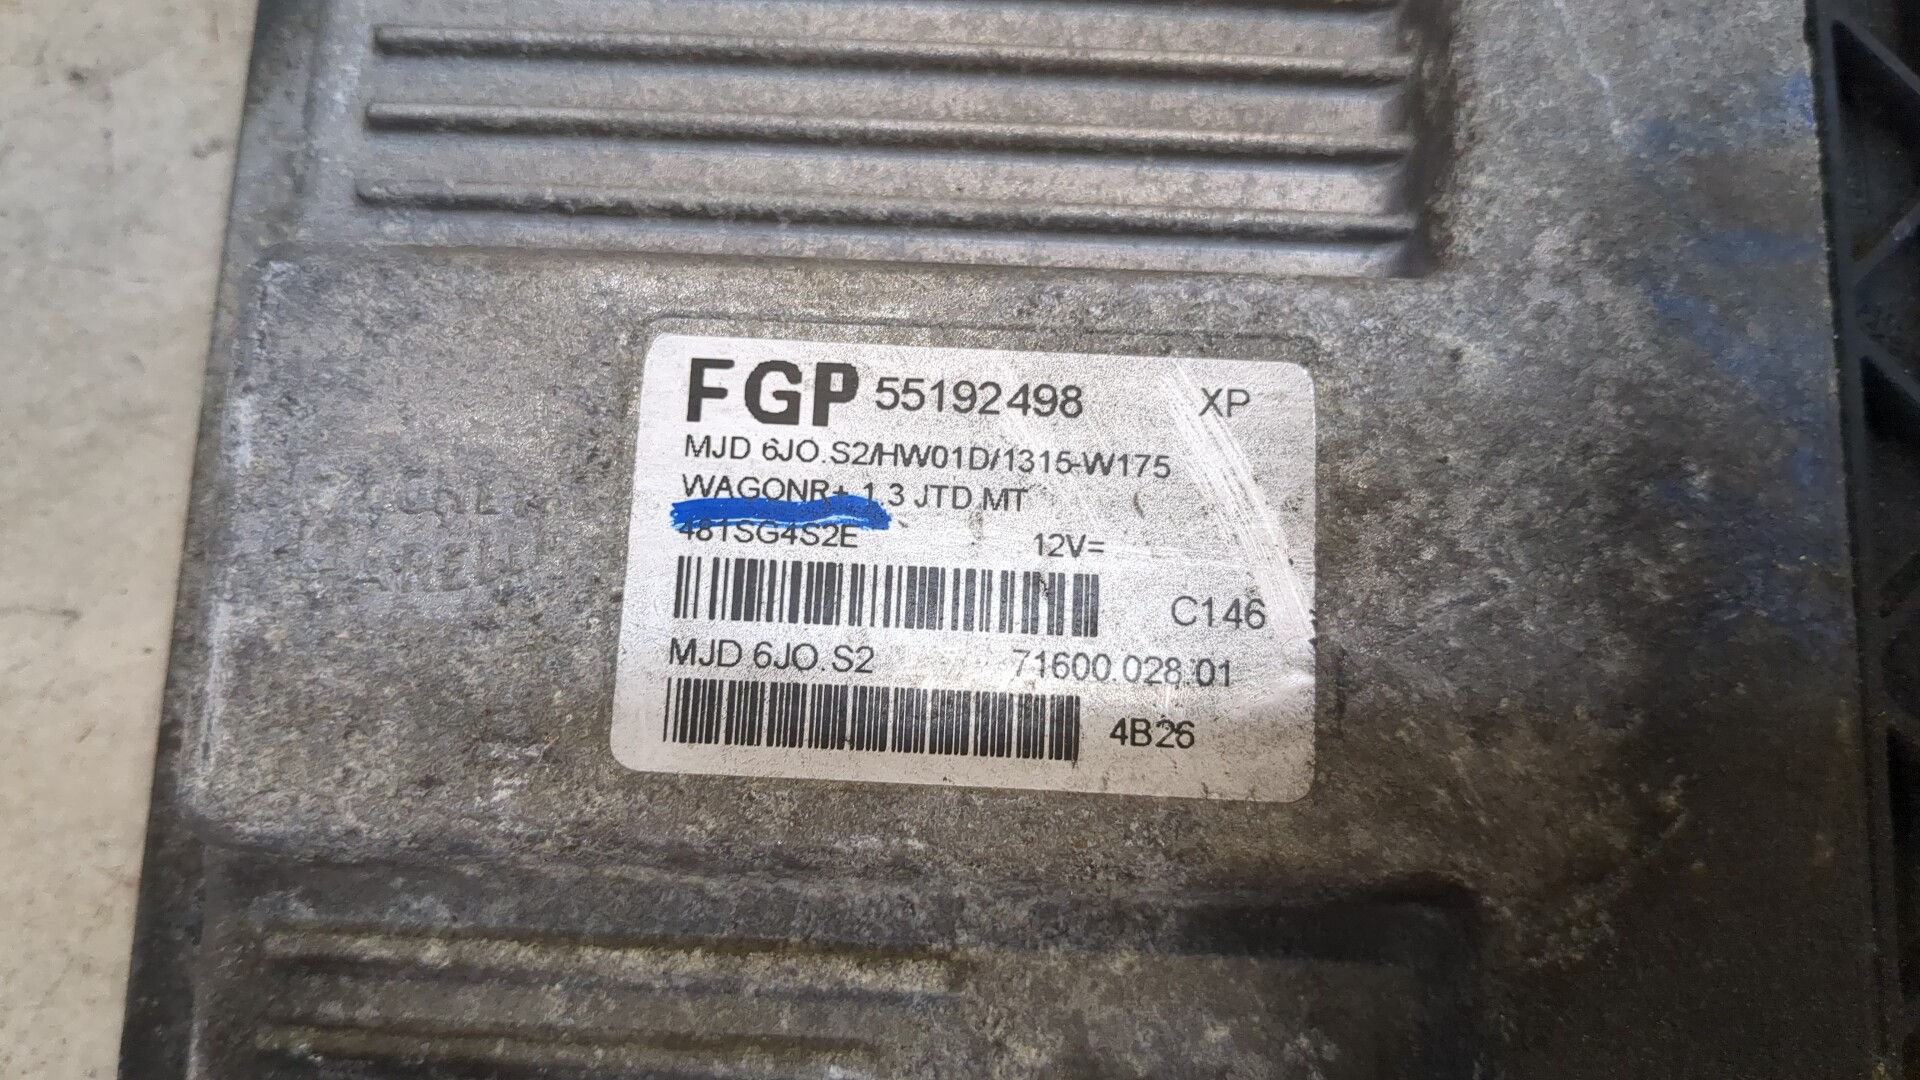 FGP 55192498 XP
MJD 6JO.S2/HW01D/1315-W175
WAGONR+ 1.3 JTD MT
481SG4S2E 12V=
C146
MJD 6JO.S2 71600.028.01
4B26